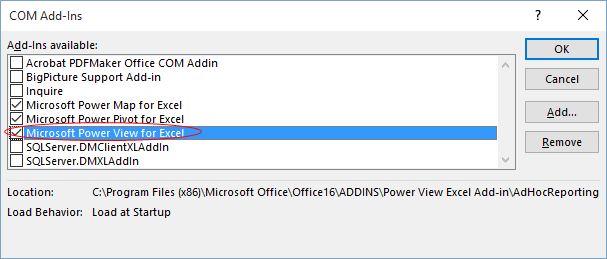 COM Add-Ins
Add-Ins available:
Acrobat PDFMaker Office COM Addin
BigPicture Support Add-in
Inquire
Microsoft Power Map for Excel
Microsoft Power Pivot for Excel
Microsoft Power View for Excel
SQLServer.DMClientXLAddIn
SQLServer.DMXLAddIn
OK
Cancel
Add...
Remove
Location: C:\Program Files (x86)\Microsoft Office\Office16\ADDINS\Power View Excel Add-in\AdHocReporting
Load Behavior: Load at Startup